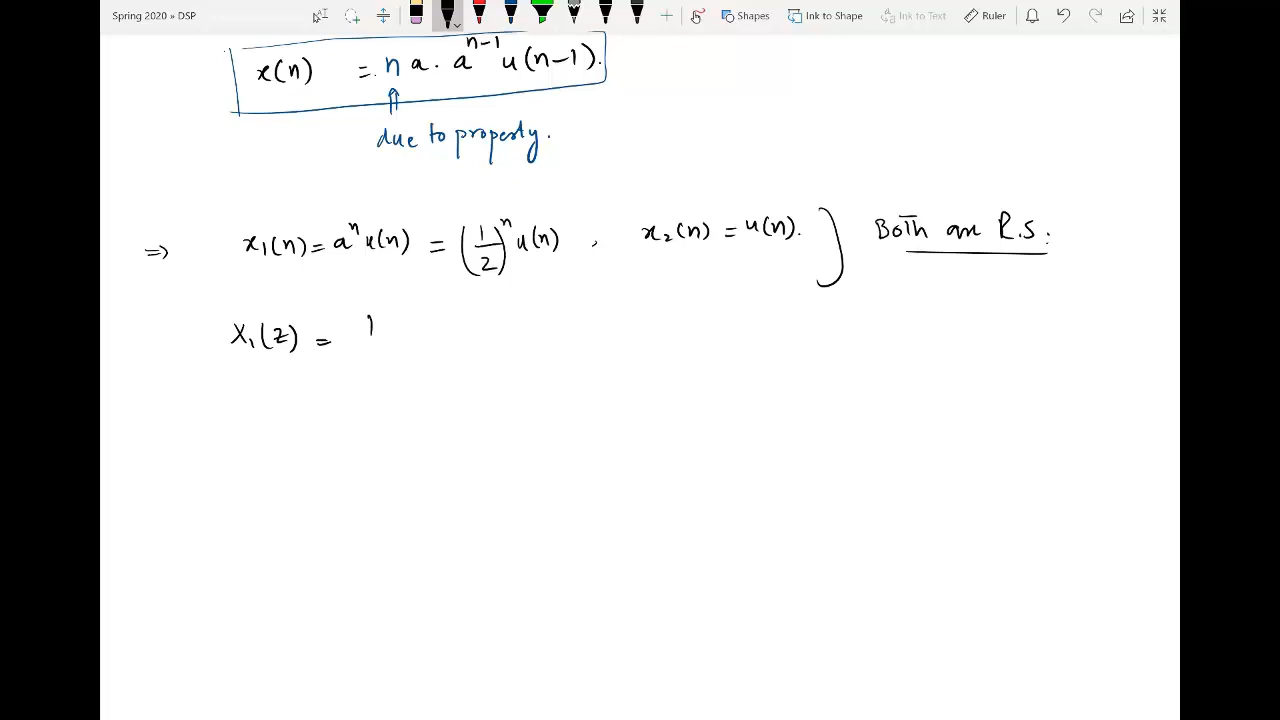 Spring 2020 » DSP Shapes Ink to Shape Ink to Text Ruler
x(n) = n a · a^{n-1} u(n-1).
due to property.
⇒ x₁(n) = aⁿ u(n) = (1/2)ⁿ u(n) , x₂(n) = u(n). ) Both are R.S.
X₁(z) = 1